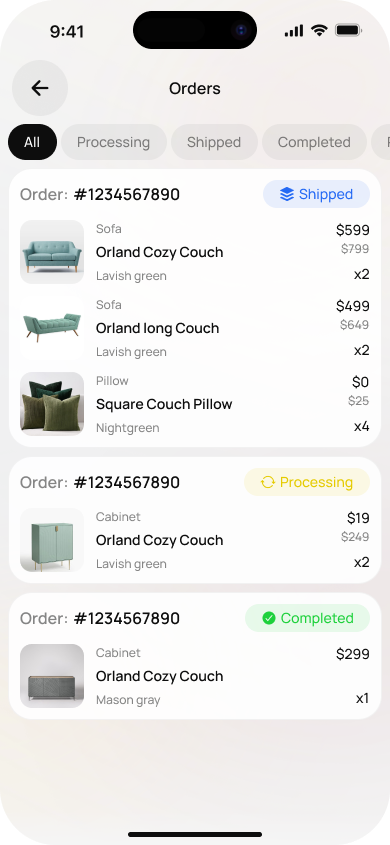 9:41
Orders
All Processing Shipped Completed
Order: #1234567890 Shipped
Sofa $599
Orland Cozy Couch $799
Lavish green x2
Sofa $499
Orland long Couch $649
Lavish green x2
Pillow $0
Square Couch Pillow $25
Nightgreen x4
Order: #1234567890 Processing
Cabinet $19
Orland Cozy Couch $249
Lavish green x2
Order: #1234567890 Completed
Cabinet $299
Orland Cozy Couch
Mason gray x1